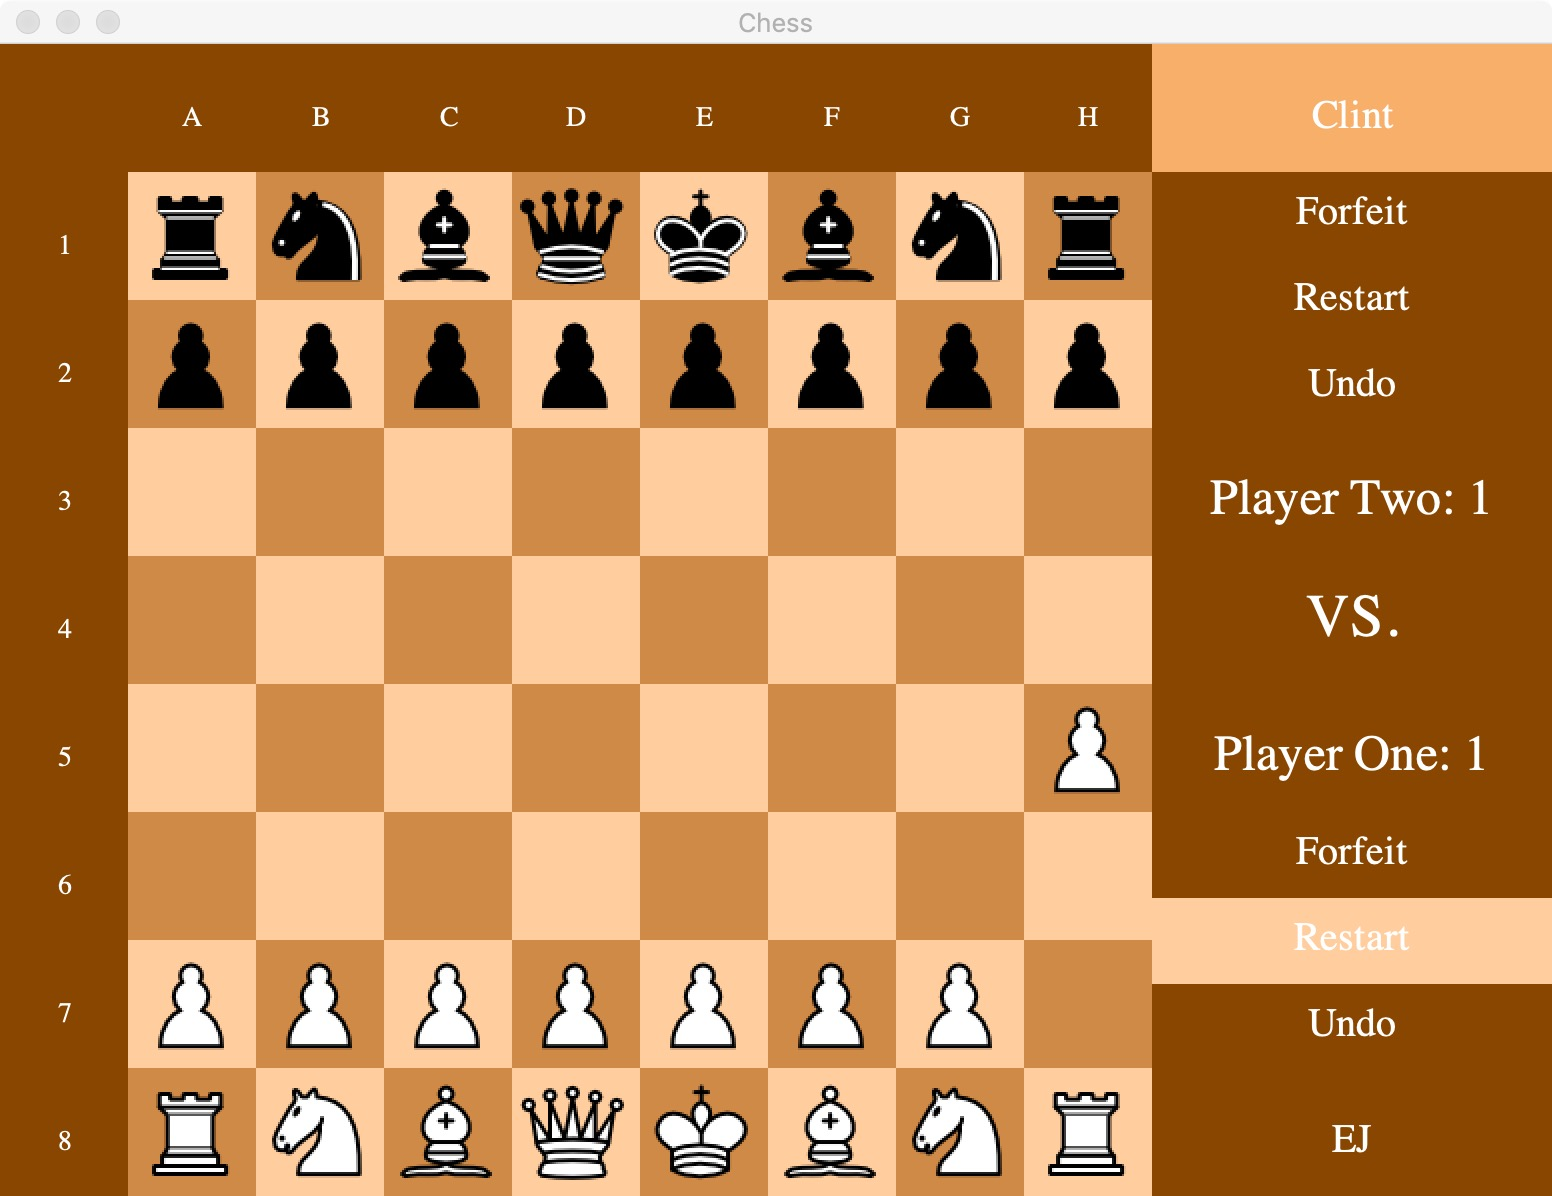 Chess
A B C D E F G H
Clint
1
Forfeit
Restart
2
Undo
3
Player Two: 1
4
VS.
5
Player One: 1
Forfeit
6
Restart
7
Undo
8
EJ